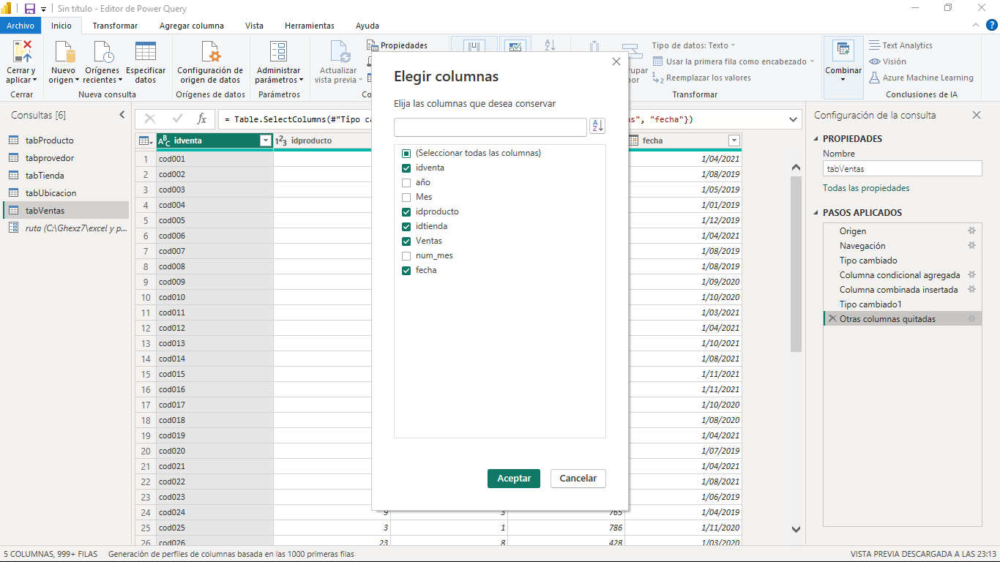 Sin título - Editor de Power Query
Archivo
Inicio
Transformar
Agregar columna
Vista
Herramientas
Ayuda
Cerrar y aplicar
Nuevo origen
Orígenes recientes
Especificar datos
Configuración de origen de datos
Administrar parámetros
Actualizar vista previa
Propiedades
Tipo de datos: Texto
Usar la primera fila como encabezado
Reemplazar los valores
Combinar
Text Analytics
Visión
Azure Machine Learning
Cerrar
Nueva consulta
Orígenes de datos
Parámetros
Transformar
Conclusiones de IA
Consultas [6]
tabProducto
tabprovedor
tabTienda
tabUbicacion
tabVentas
ruta (C:\Ghexz7\excel y p...
fx
= Table.SelectColumns(#"Tipo ca
as", "fecha"})
ABC idventa
123 idproducto
fecha
1 cod001 1/04/2021
2 cod002 1/08/2019
3 cod003 1/05/2019
4 cod004 1/01/2019
5 cod005 1/12/2019
6 cod006 1/04/2021
7 cod007 1/08/2019
8 cod008 1/08/2019
9 cod009 1/09/2020
10 cod010 1/10/2020
11 cod011 1/03/2021
12 cod012 1/04/2021
13 cod013 1/10/2021
14 cod014 1/08/2021
15 cod015 1/11/2021
16 cod016 1/11/2021
17 cod017 1/10/2020
18 cod018 1/08/2020
19 cod019 1/04/2021
20 cod020 1/07/2019
21 cod021 1/04/2021
22 cod022 1/08/2021
23 cod023 1/06/2019
24 cod024 9 3 765 1/04/2019
25 cod025 3 1 786 1/11/2020
26 cod026 23 8 428 1/03/2020
Elegir columnas
Elija las columnas que desea conservar
(Seleccionar todas las columnas)
idventa
año
Mes
idproducto
idtienda
Ventas
num_mes
fecha
Aceptar
Cancelar
Configuración de la consulta
PROPIEDADES
Nombre
tabVentas
Todas las propiedades
PASOS APLICADOS
Origen
Navegación
Tipo cambiado
Columna condicional agregada
Columna combinada insertada
Tipo cambiado1
Otras columnas quitadas
5 COLUMNAS, 999+ FILAS
Generación de perfiles de columnas basada en las 1000 primeras filas
VISTA PREVIA DESCARGADA A LAS 23:13